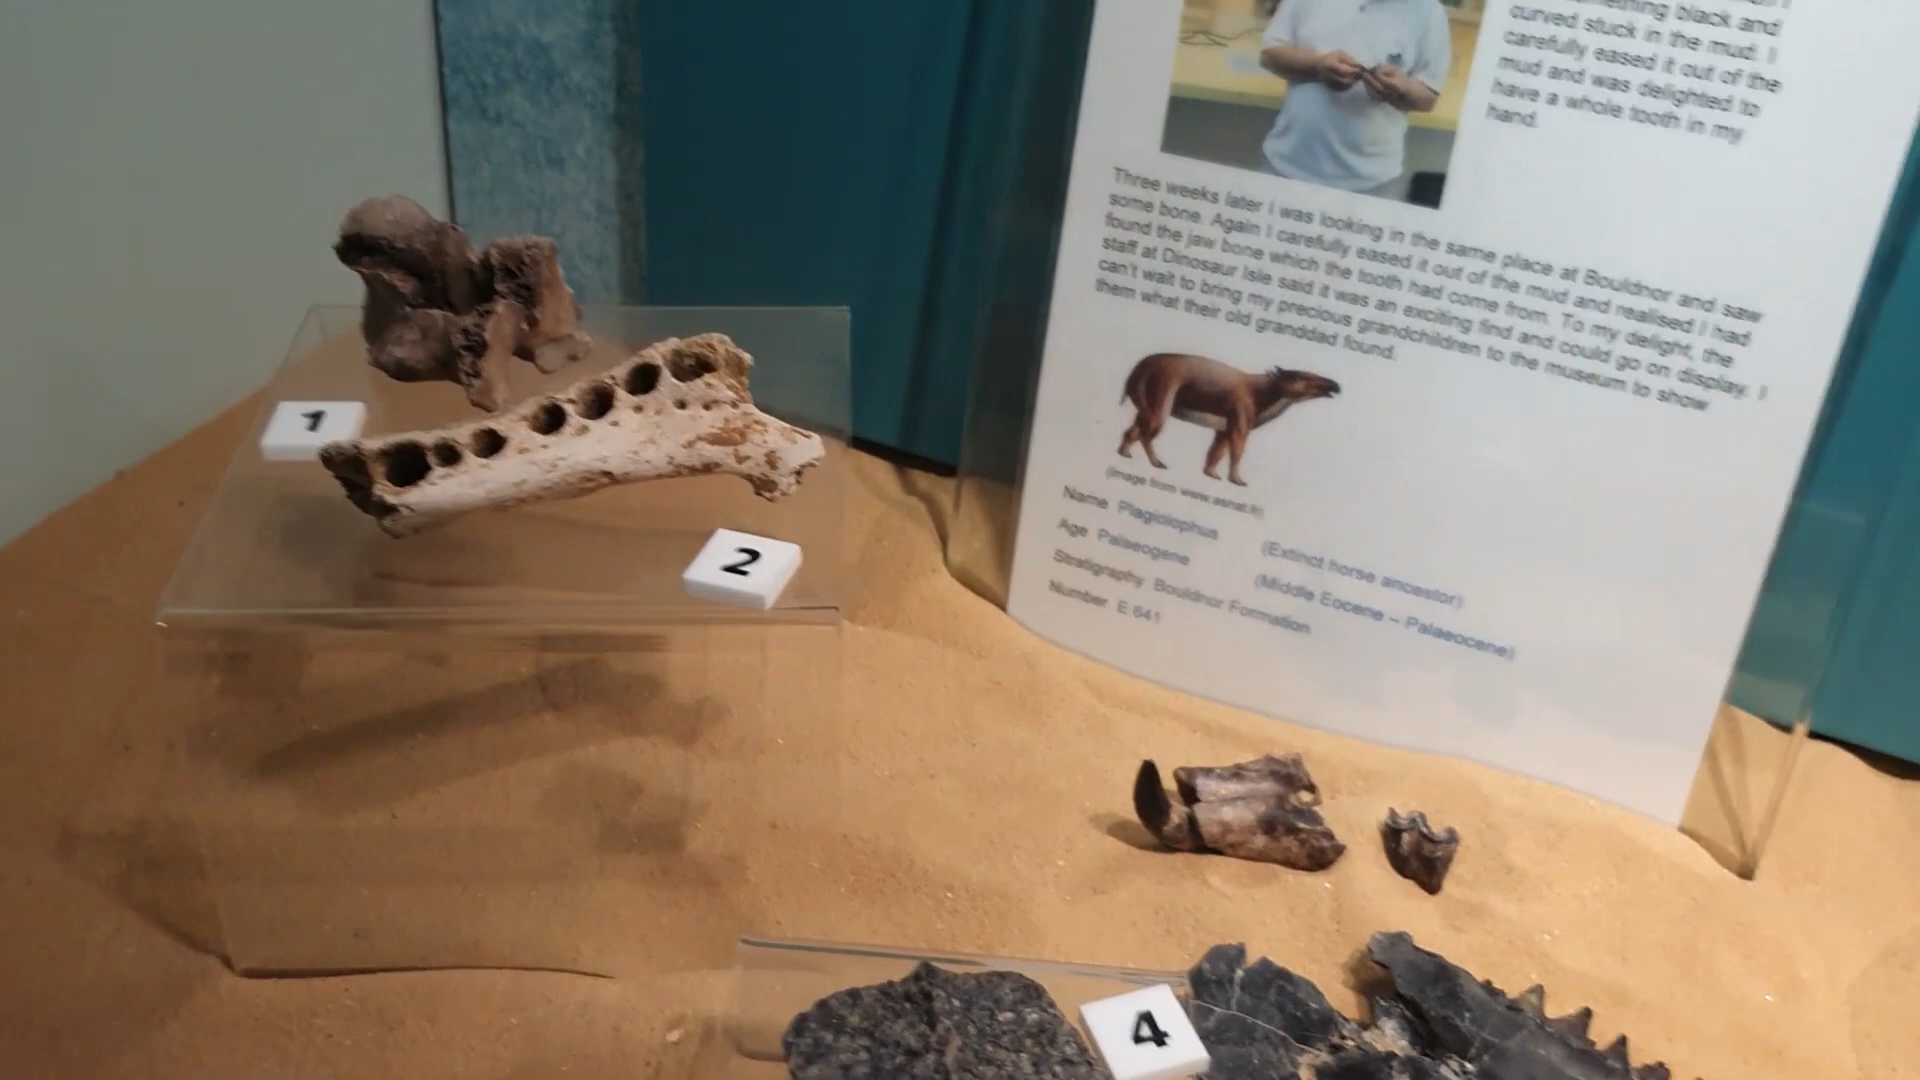 something black and
curved stuck in the mud. I
carefully eased it out of the
mud and was delighted to
have a whole tooth in my
hand.
Three weeks later I was looking in the same place at Bouldnor and saw
some bone. Again I carefully eased it out of the mud and realised I had
found the jaw bone which the tooth had come from. To my delight, the
staff at Dinosaur Isle said it was an exciting find and could go on display. I
can't wait to bring my precious grandchildren to the museum to show
them what their old granddad found.
(Image from www.
Name Plagiolophus (Extinct horse ancestor)
Age Palaeogene (Middle Eocene – Palaeocene)
Stratigraphy Bouldnor Formation
Number E 641
1
2
4